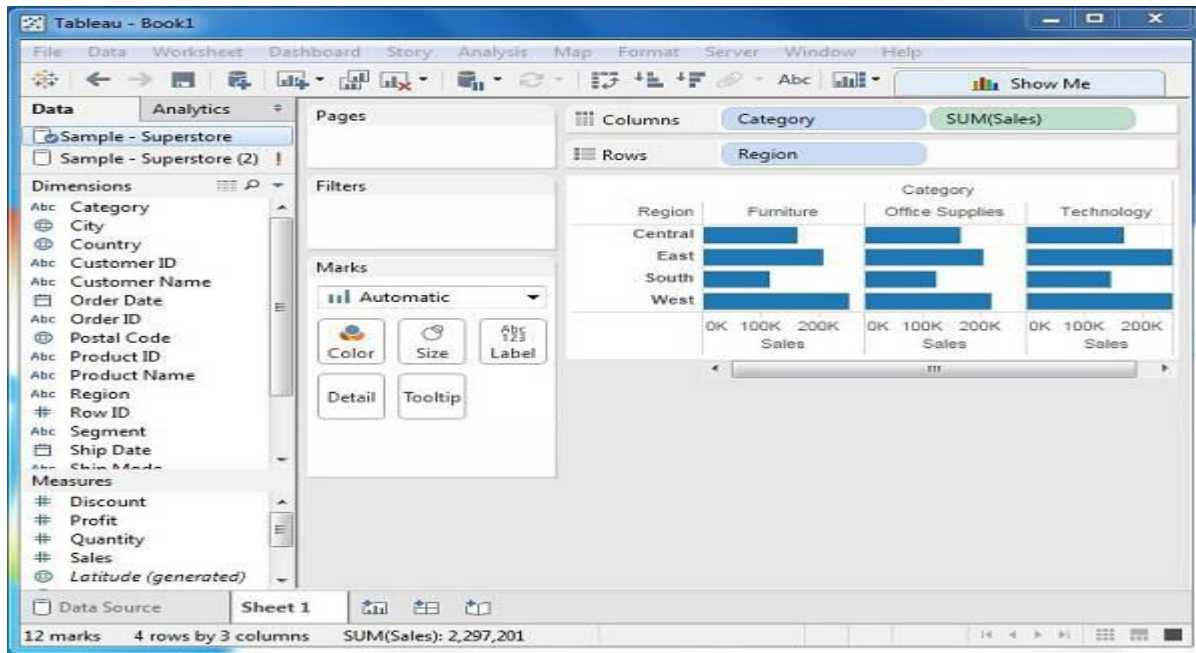 Tableau - Book1
File Data Worksheet Dashboard Story Analysis Map Format Server Window Help
Abc Show Me
Data Analytics
Sample - Superstore
Sample - Superstore (2) !
Dimensions
Abc Category
City
Country
Abc Customer ID
Abc Customer Name
Order Date
Abc Order ID
Postal Code
Abc Product ID
Abc Product Name
Abc Region
# Row ID
Abc Segment
Ship Date
Abc Ship Mode
Measures
# Discount
# Profit
# Quantity
# Sales
Latitude (generated)
Pages
Filters
Marks
Automatic
Abc
123
Color Size Label
Detail Tooltip
Columns Category SUM(Sales)
Rows Region
Category
Region Furniture Office Supplies Technology
Central
East
South
West
0K 100K 200K 0K 100K 200K 0K 100K 200K
Sales Sales Sales
Data Source Sheet 1
12 marks 4 rows by 3 columns SUM(Sales): 2,297,201